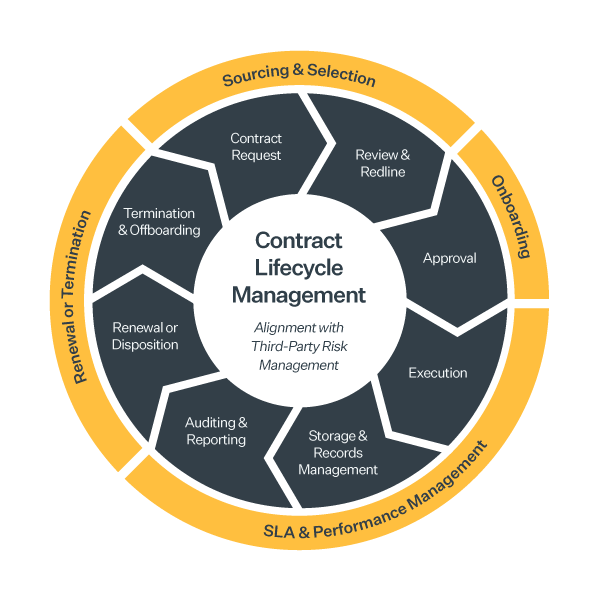 Sourcing & Selection
Onboarding
SLA & Performance Management
Renewal or Termination
Contract
Request
Review &
Redline
Approval
Execution
Storage &
Records
Management
Auditing &
Reporting
Renewal or
Disposition
Termination
& Offboarding
Contract
Lifecycle
Management
Alignment with
Third-Party Risk
Management